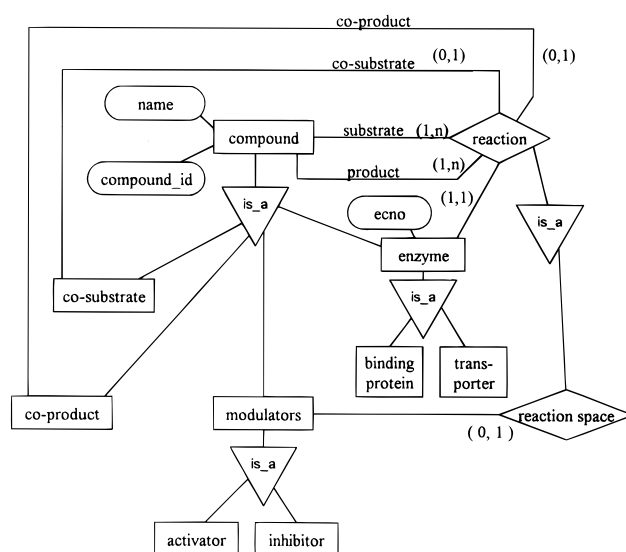 co-product
(0,1)
(0,1)
co-substrate
name
compound
substrate
(1,n)
reaction
(1,n)
product
compound_id
is_a
ecno
(1,1)
is_a
enzyme
co-substrate
is_a
binding
protein
trans-
porter
co-product
modulators
reaction space
( 0, 1 )
is_a
activator
inhibitor